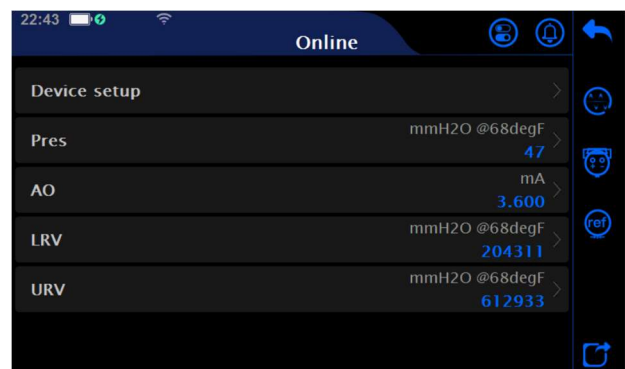 22:43
Online
Device setup
Pres
mmH2O @68degF
47
AO
mA
3.600
LRV
mmH2O @68degF
204311
URV
mmH2O @68degF
612933
ref